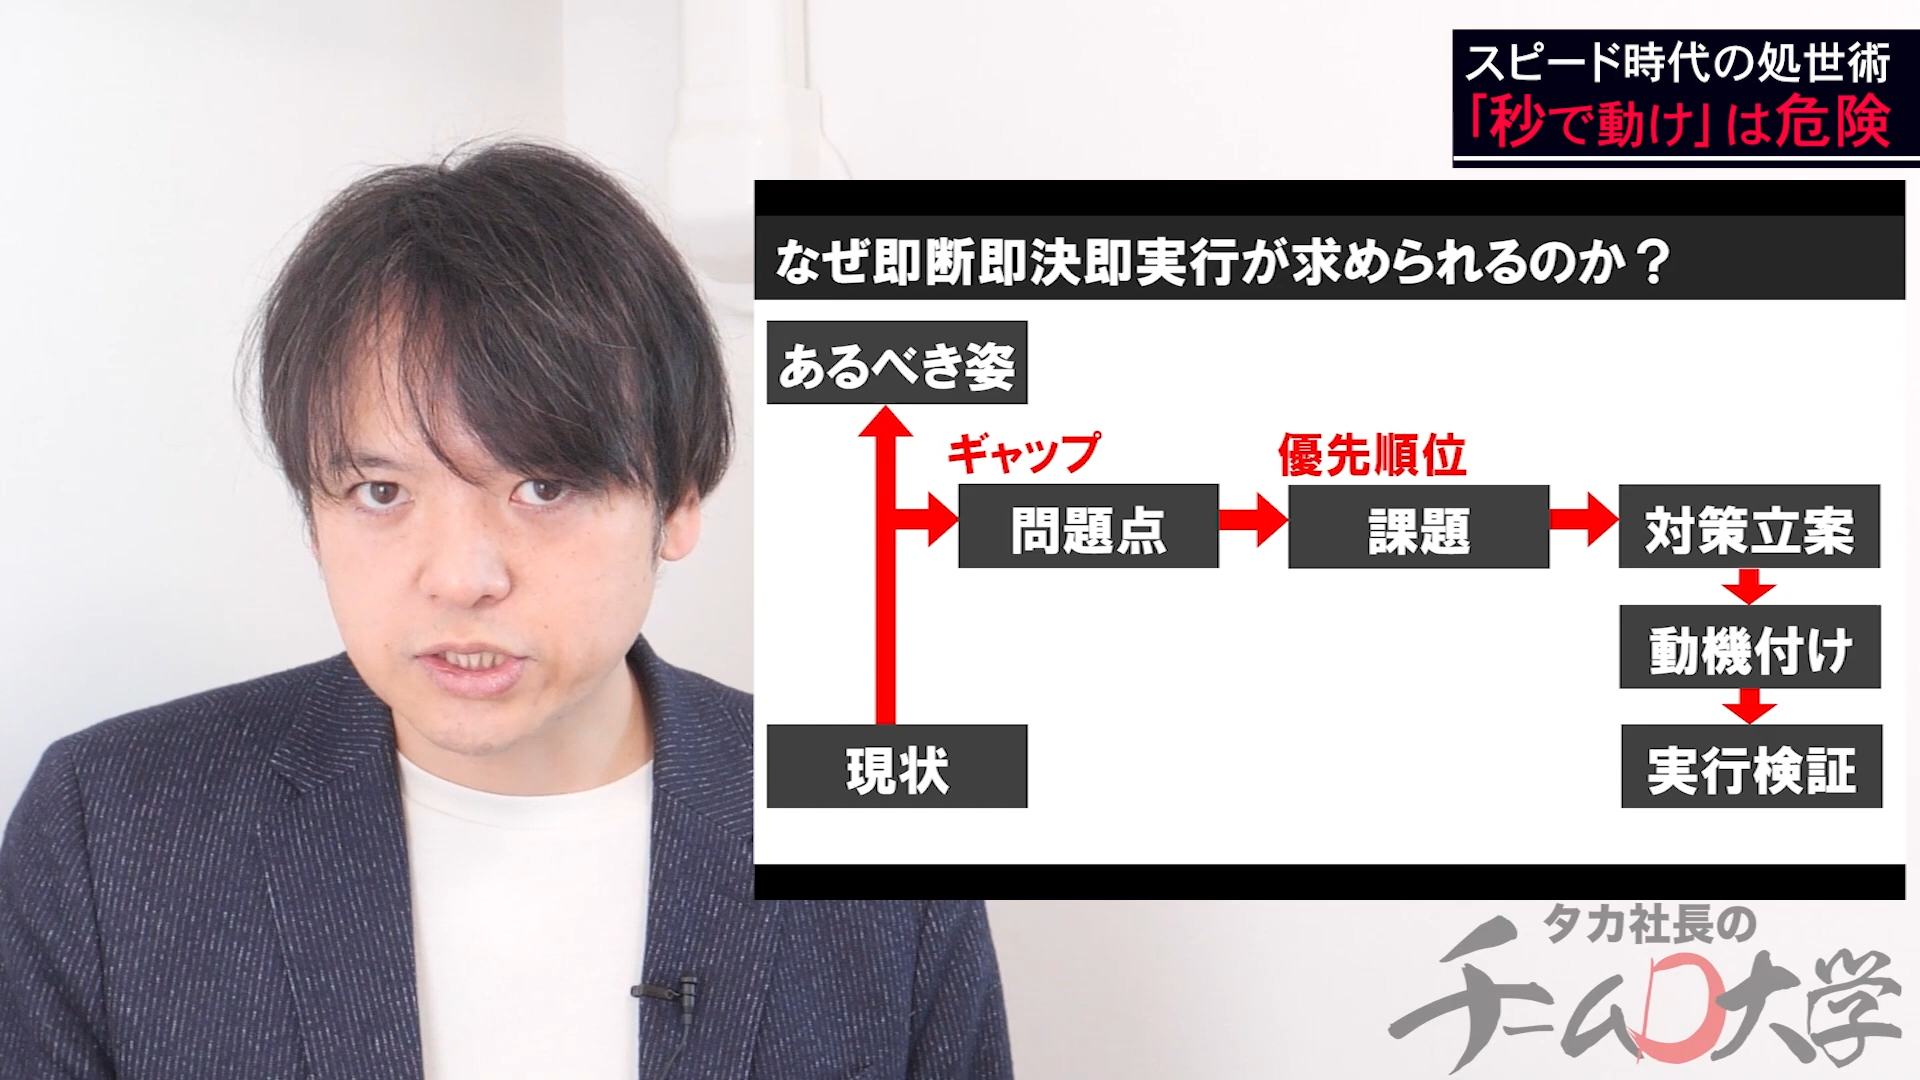 スピード時代の処世術
「秒で動け」は危険
なぜ即断即決即実行が求められるのか？
あるべき姿
ギャップ
優先順位
問題点
課題
対策立案
動機付け
現状
実行検証
タカ社長の
チームD大学